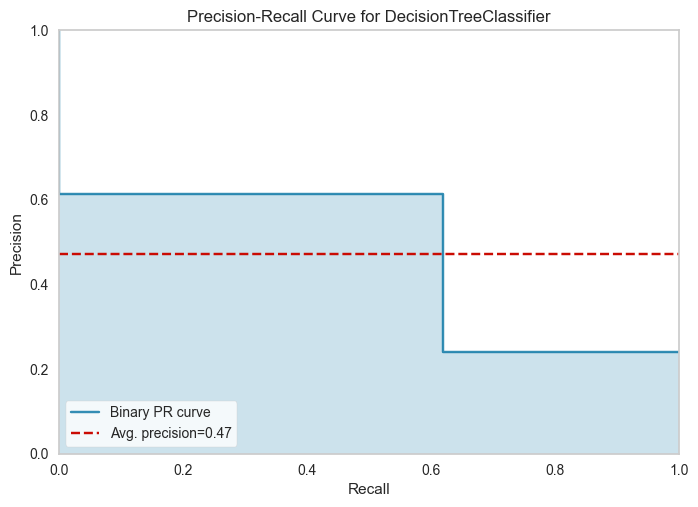 Precision-Recall Curve for DecisionTreeClassifier
1.0
0.8
0.6
0.4
0.2
0.0
Precision
Binary PR curve
Avg. precision=0.47
0.0 0.2 0.4 0.6 0.8 1.0
Recall